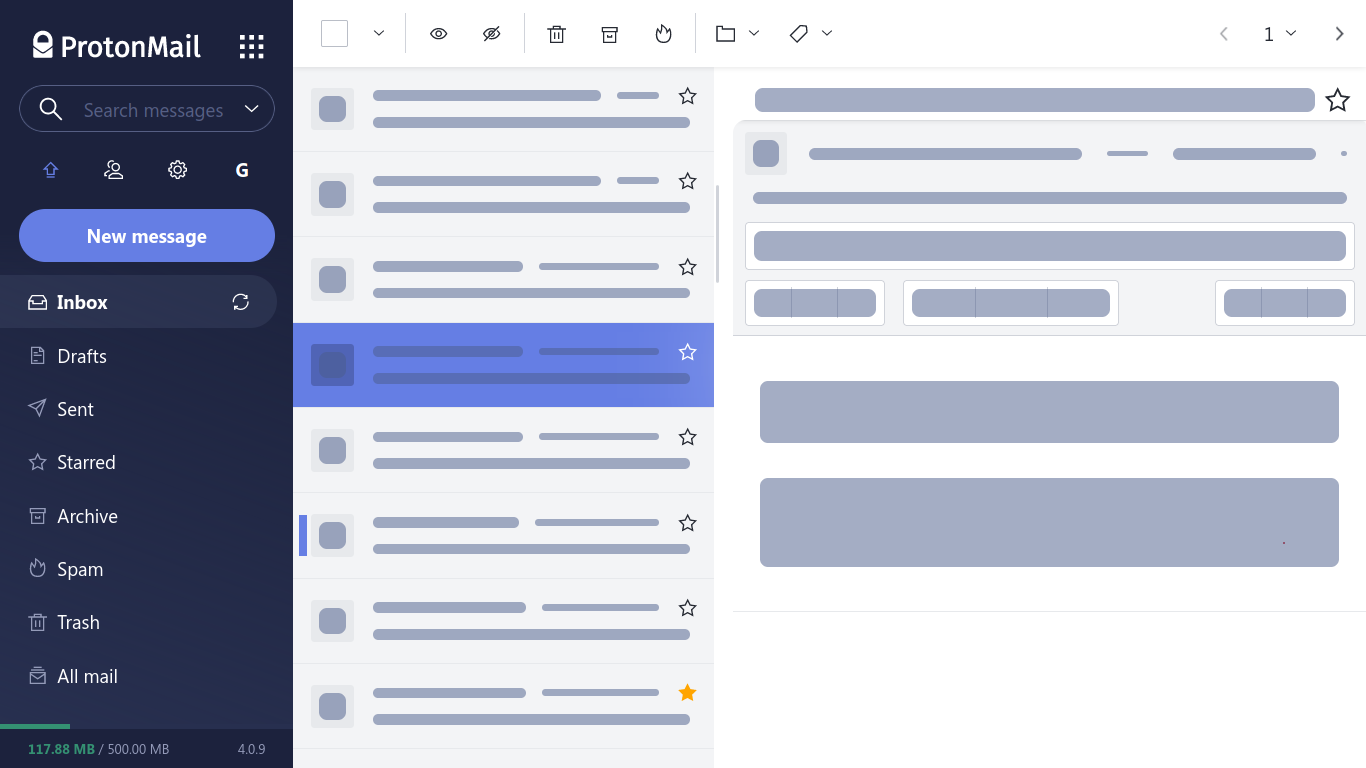 ProtonMail
Search messages
G
New message
Inbox
Drafts
Sent
Starred
Archive
Spam
Trash
All mail
117.88 MB / 500.00 MB 4.0.9
1